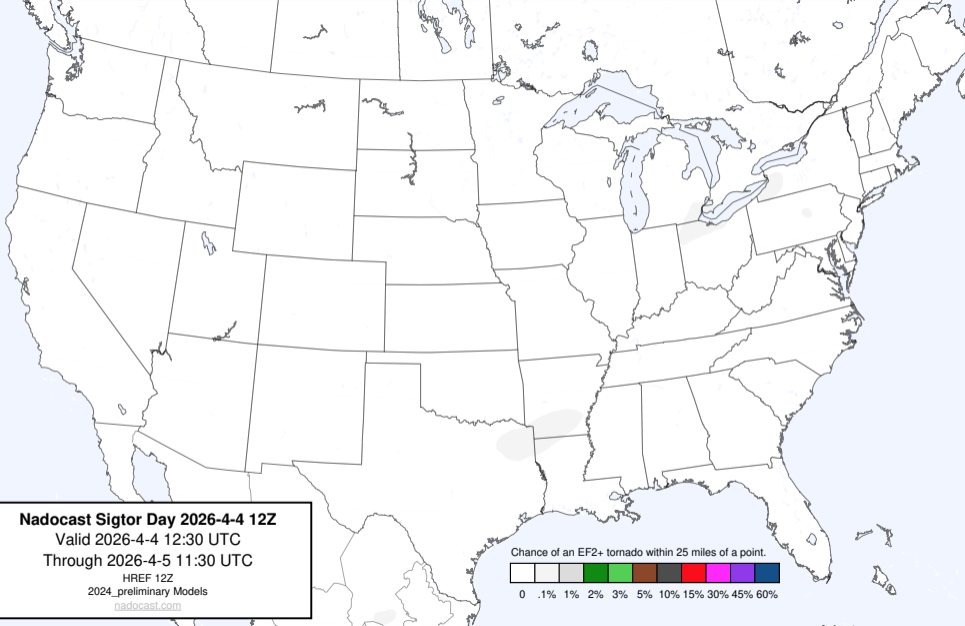 Nadocast Sigtor Day 2026-4-4 12Z
Valid 2026-4-4 12:30 UTC
Through 2026-4-5 11:30 UTC
HREF 12Z
2024_preliminary Models
nadocast.com
Chance of an EF2+ tornado within 25 miles of a point.
0 .1% 1% 2% 3% 5% 10% 15% 30% 45% 60%